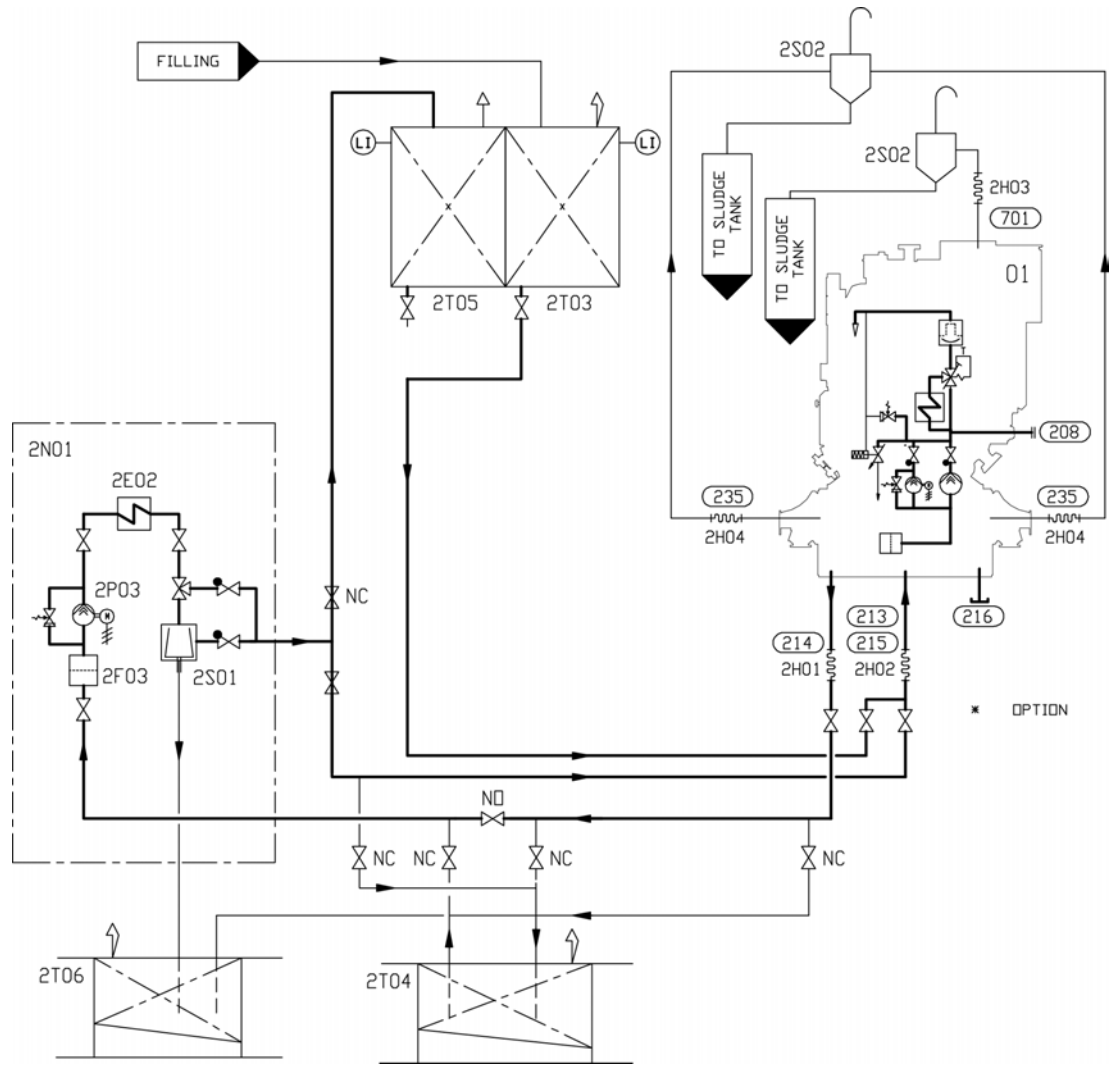 FILLING
2S02
LI
LI
2S02
TO SLUDGE
TANK
TO SLUDGE
TANK
2H03
701
01
2T05
2T03
208
2N01
2E02
235
2H04
235
2H04
2P03
M
M
NC
213
214
215
216
2F03
2S01
2H01
2H02
* OPTION
NO
NC
NC
NC
NC
2T06
2T04